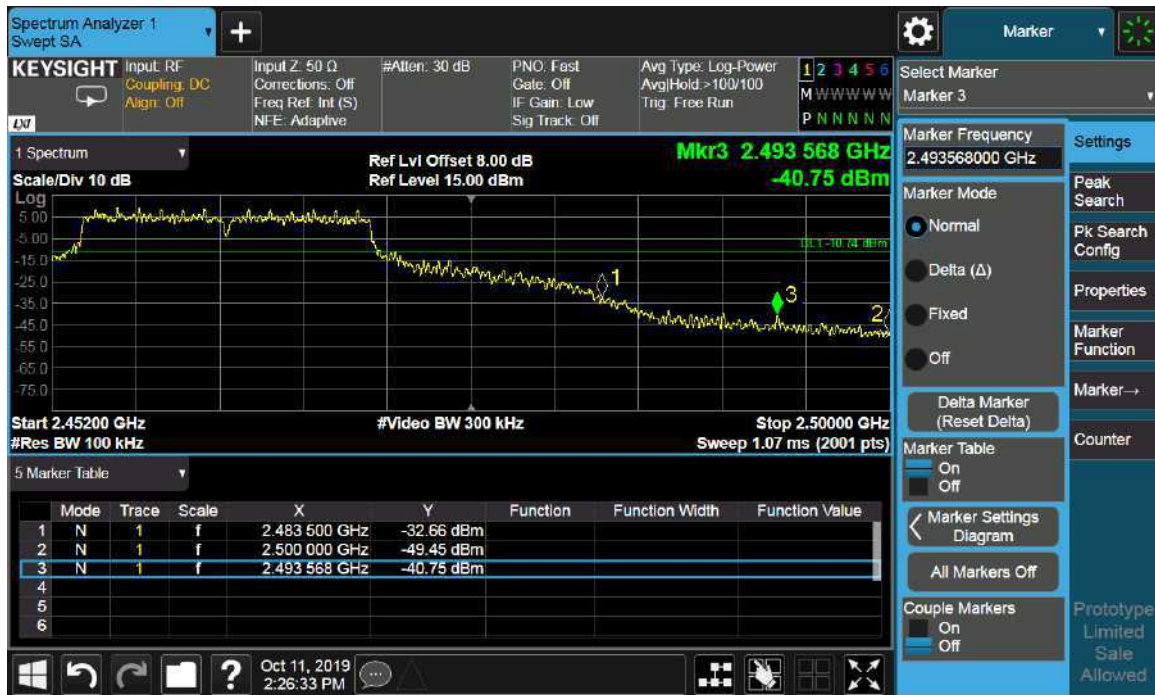 Spectrum Analyzer 1
Swept SA
+
Marker
KEYSIGHT
LXI
Input: RF
Coupling: DC
Align: Off
Input Z: 50 Ω
Corrections: Off
Freq Ref: Int (S)
NFE: Adaptive
#Atten: 30 dB
PNO: Fast
Gate: Off
IF Gain: Low
Sig Track: Off
Avg Type: Log-Power
Avg|Hold:>100/100
Trig: Free Run
1 2 3 4 5 6
M W W W W W
P N N N N N
Select Marker
Marker 3
1 Spectrum
Scale/Div 10 dB
Ref Lvl Offset 8.00 dB
Ref Level 15.00 dBm
Mkr3 2.493 568 GHz
-40.75 dBm
Log
5.00
-5.00
-15.0
-25.0
-35.0
-45.0
-55.0
-65.0
-75.0
DL1 -10.74 dBm
1
3
2
Start 2.45200 GHz
#Video BW 300 kHz
Stop 2.50000 GHz
#Res BW 100 kHz
Sweep 1.07 ms (2001 pts)
5 Marker Table
Mode Trace Scale X Y Function Function Width Function Value
1 N 1 f 2.483 500 GHz -32.66 dBm
2 N 1 f 2.500 000 GHz -49.45 dBm
3 N 1 f 2.493 568 GHz -40.75 dBm
4
5
6
Marker Frequency
2.493568000 GHz
Marker Mode
Normal
Delta (Δ)
Fixed
Off
Delta Marker
(Reset Delta)
Marker Table
On
Off
Marker Settings
Diagram
All Markers Off
Couple Markers
On
Off
Settings
Peak
Search
Pk Search
Config
Properties
Marker
Function
Marker→
Counter
Prototype
Limited
Sale
Allowed
?
Oct 11, 2019
2:26:33 PM